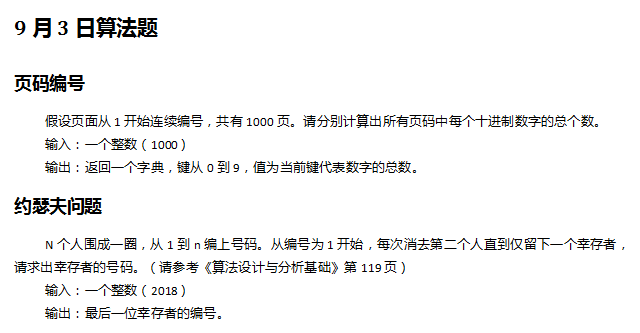 9 月 3 日算法题
页码编号
假设页面从 1 开始连续编号，共有 1000 页。请分别计算出所有页码中每个十进制数字的总个数。
输入：一个整数（1000）
输出：返回一个字典，键从 0 到 9，值为当前键代表数字的总数。
约瑟夫问题
N 个人围成一圈，从 1 到 n 编上号码。从编号为 1 开始，每次消去第二个人直到仅留下一个幸存者，
请求出幸存者的号码。（请参考《算法设计与分析基础》第 119 页）
输入：一个整数（2018）
输出：最后一位幸存者的编号。